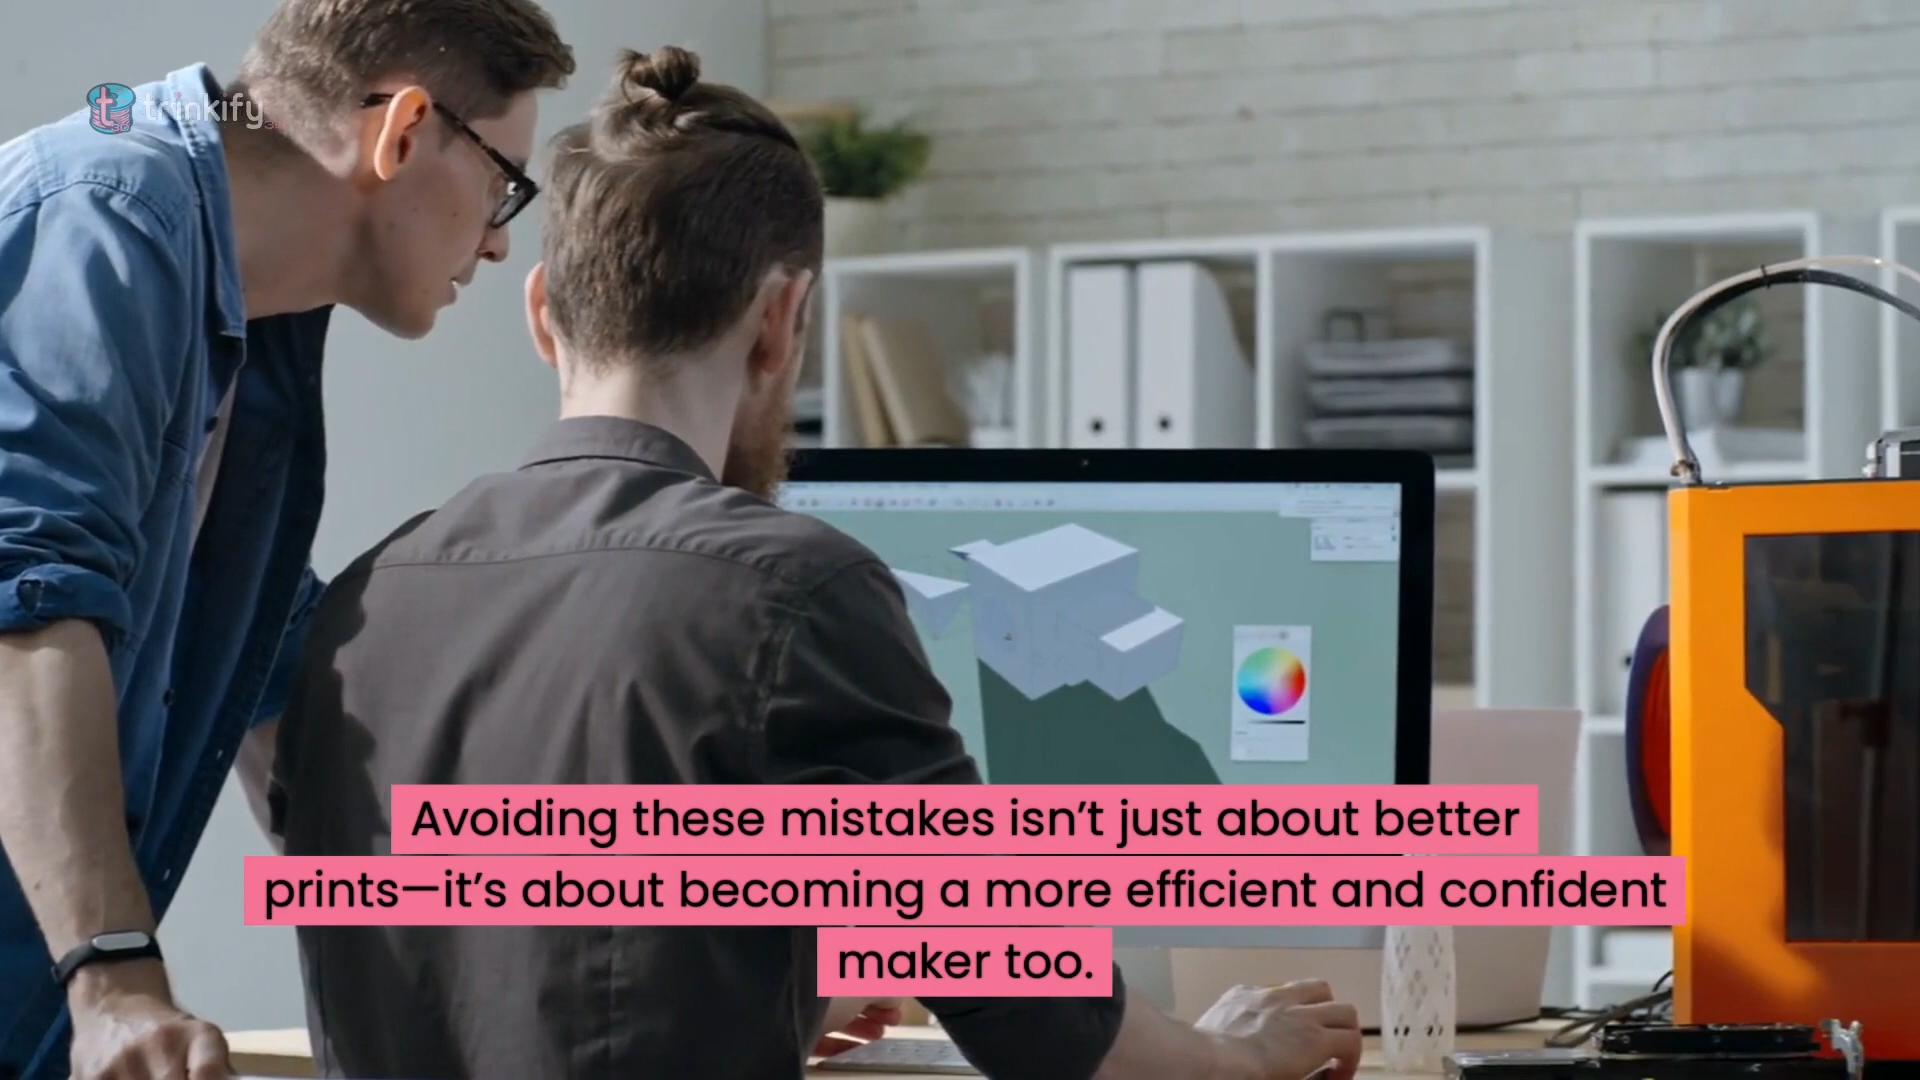 trinkify
Avoiding these mistakes isn't just about better
prints—it's about becoming a more efficient and confident
maker too.